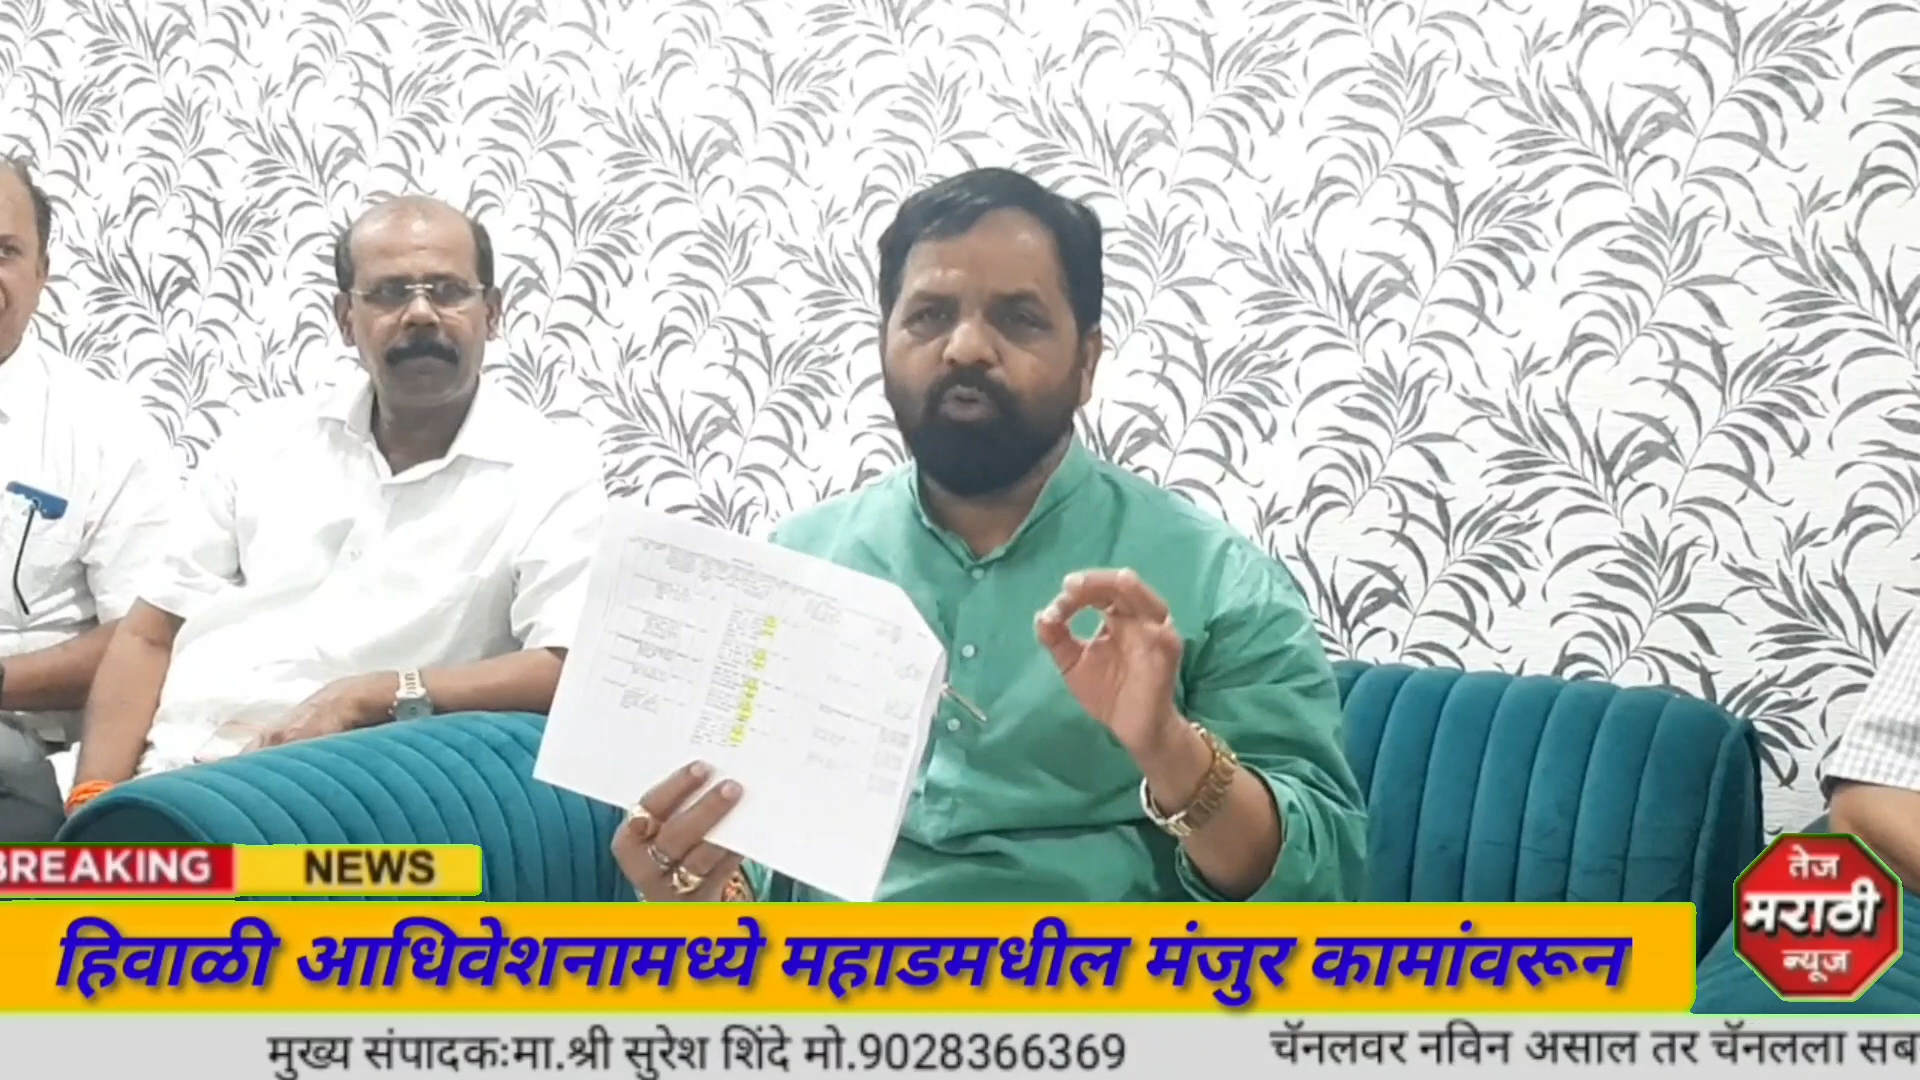 BREAKING NEWS
हिवाळी आधिवेशनामध्ये महाडमधील मंजुर कामांवरून
तेज
मराठी
न्यूज
मुख्य संपादक:मा.श्री सुरेश शिंदे मो.9028366369
चॅनलवर नविन असाल तर चॅनलला सब